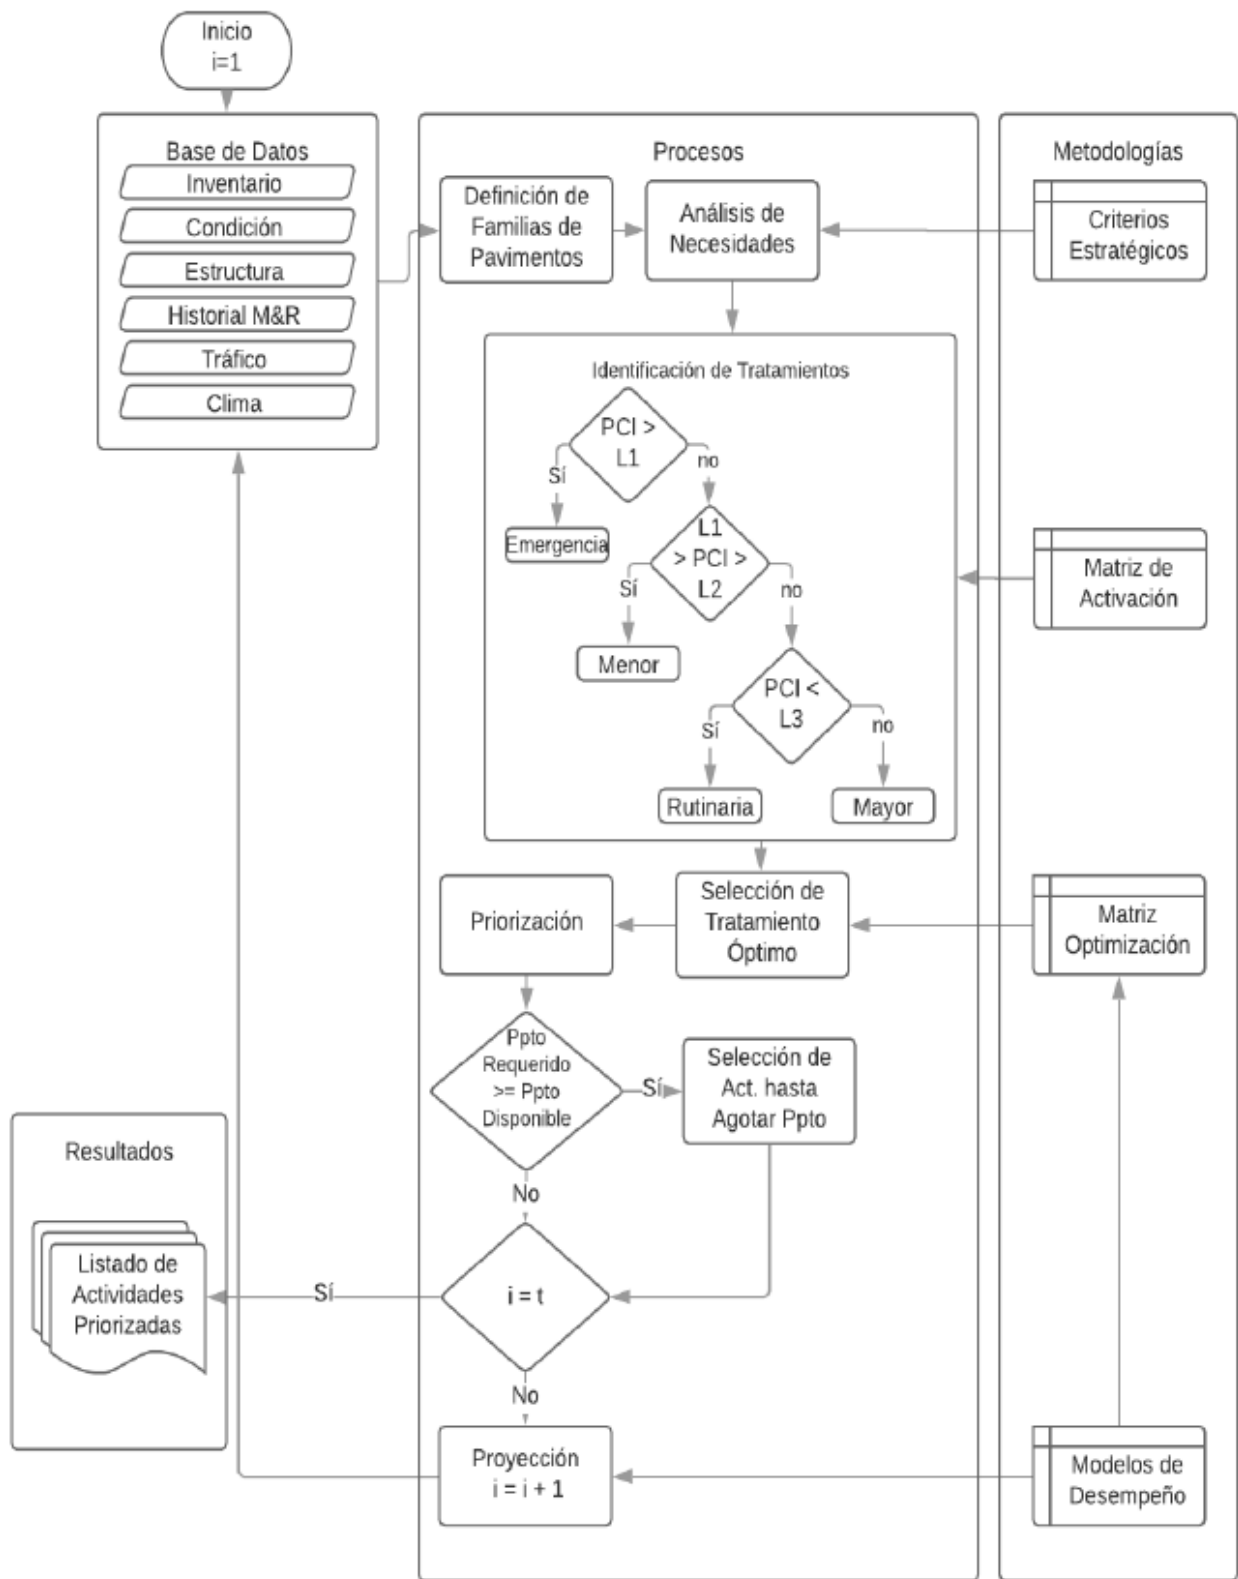 Inicio
i=1
Base de Datos
Inventario
Condición
Estructura
Historial M&R
Tráfico
Clima
Procesos
Definición de
Familias de
Pavimentos
Análisis de
Necesidades
Identificación de Tratamientos
PCI >
L1
Sí
no
Emergencia
L1
> PCI >
L2
Sí
no
Menor
PCI <
L3
Sí
no
Rutinaria
Mayor
Selección de
Tratamiento
Óptimo
Priorización
Ppto
Requerido
>= Ppto
Disponible
Sí
Selección de
Act. hasta
Agotar Ppto
No
i = t
Sí
No
Proyección
i = i + 1
Metodologías
Criterios
Estratégicos
Matriz de
Activación
Matriz
Optimización
Modelos de
Desempeño
Resultados
Listado de
Actividades
Priorizadas